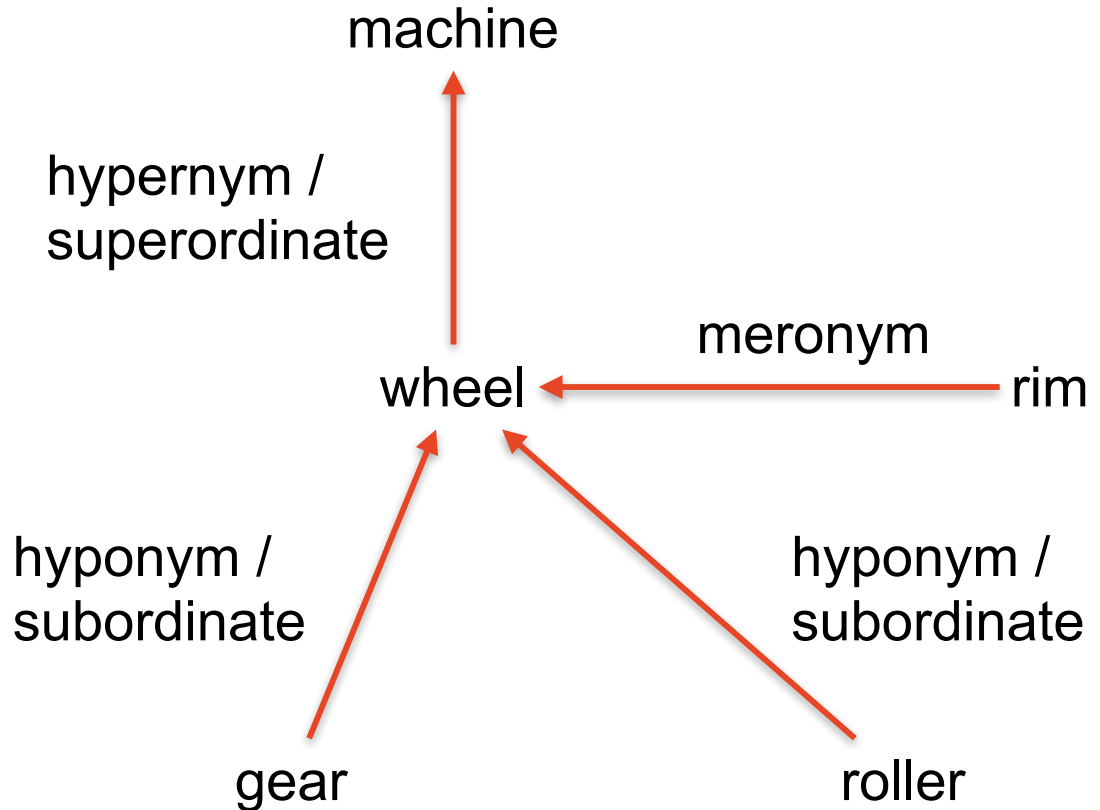 machine
hypernym /
superordinate
meronym
wheel
rim
hyponym /
subordinate
hyponym /
subordinate
gear
roller